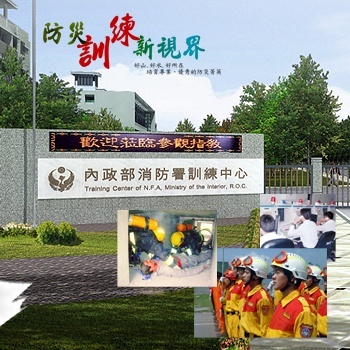 防災訓練新視界
好山、好水、好所在
培育專業、優秀的防災菁英
歡迎蒞臨參觀指教
內政部消防署訓練中心
Training Center of N.F.A, Ministry of the Interior, R.O.C.